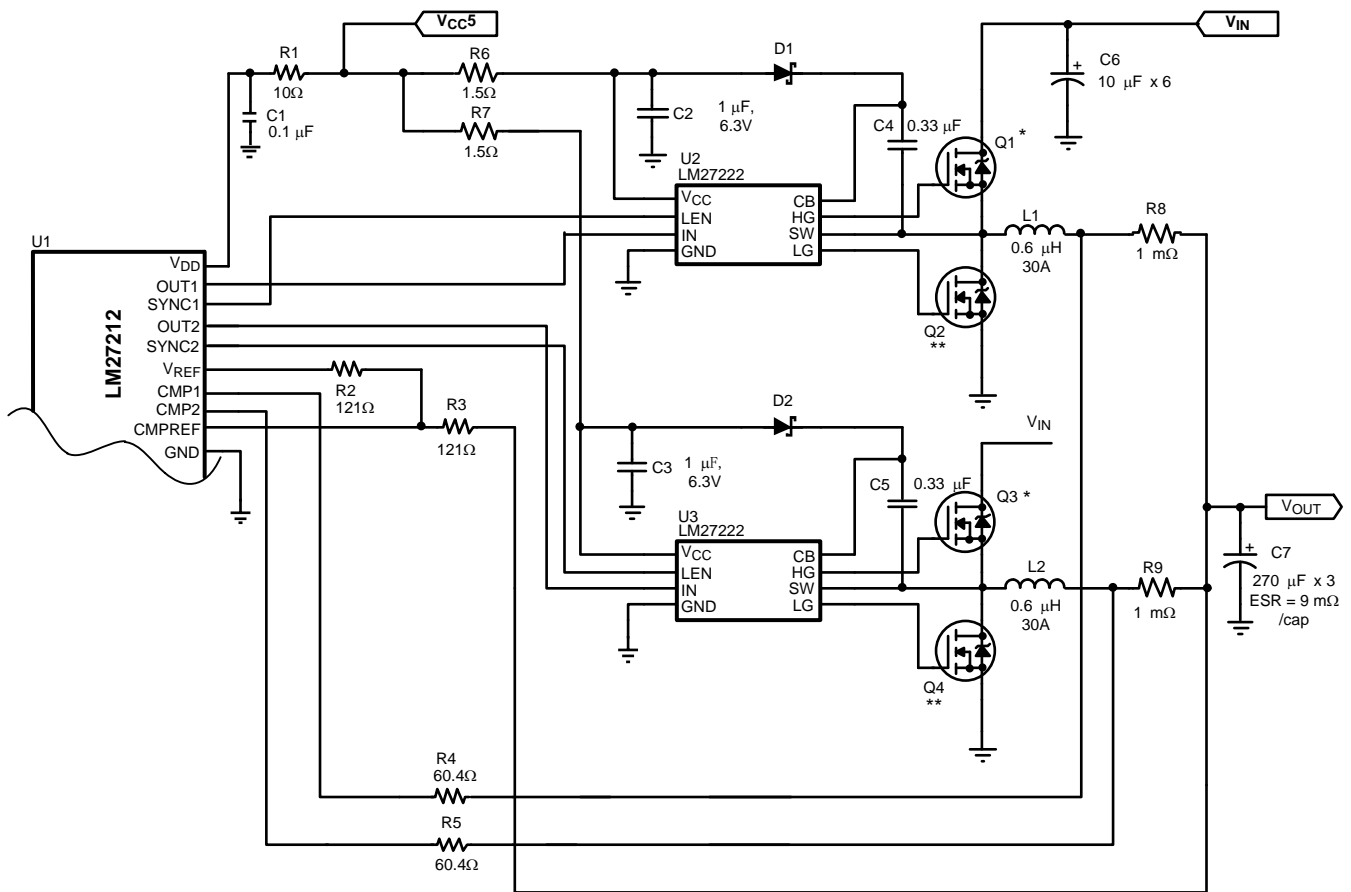 VCC5
VIN
R1
10Ω
C1
0.1 μF
R6
1.5Ω
R7
1.5Ω
C2
1 μF,
6.3V
D1
C4
0.33 μF
C6
10 μF x 6
Q1 *
U2
LM27222
VCC
LEN
IN
GND
CB
HG
SW
LG
L1
0.6 μH
30A
R8
1 mΩ
Q2
**
U1
LM27212
VDD
OUT1
SYNC1
OUT2
SYNC2
VREF
CMP1
CMP2
CMPREF
GND
R2
121Ω
R3
121Ω
D2
VIN
C3
1 μF,
6.3V
C5
0.33 μF
Q3 *
U3
LM27222
VCC
LEN
IN
GND
CB
HG
SW
LG
L2
0.6 μH
30A
R9
1 mΩ
Q4
**
VOUT
C7
270 μF x 3
ESR = 9 mΩ
/cap
R4
60.4Ω
R5
60.4Ω